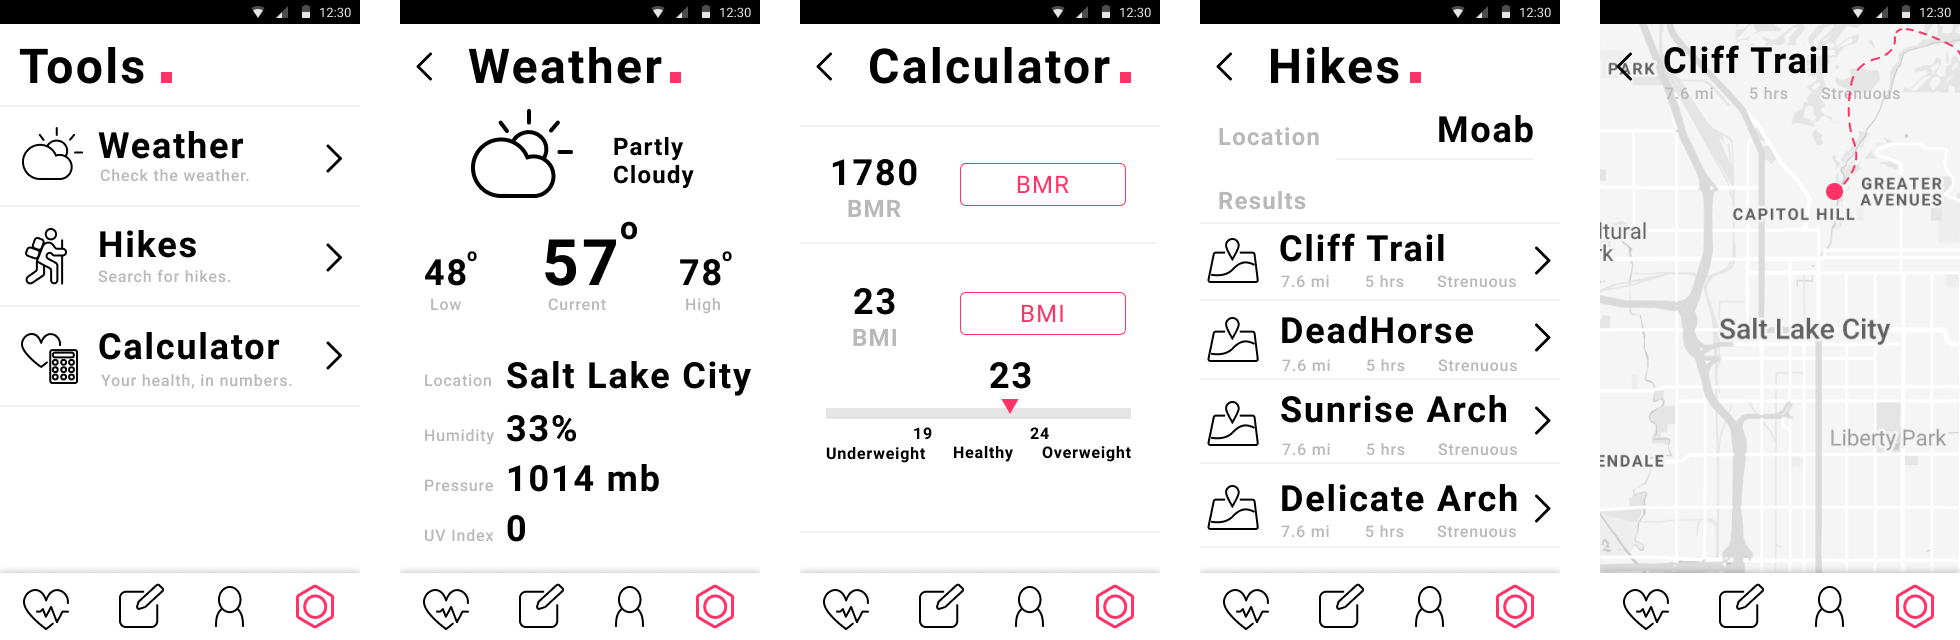 12:30
Tools
Weather
Check the weather.
Hikes
Search for hikes.
Calculator
Your health, in numbers.
12:30
Weather
Partly
Cloudy
48° 57° 78°
Low Current High
Location Salt Lake City
Humidity 33%
Pressure 1014 mb
UV Index 0
12:30
Calculator
1780 BMR
BMR
23 BMI
BMI
23
19 24
Underweight Healthy Overweight
12:30
Hikes
Location Moab
Results
Cliff Trail
7.6 mi 5 hrs Strenuous
DeadHorse
7.6 mi 5 hrs Strenuous
Sunrise Arch
7.6 mi 5 hrs Strenuous
Delicate Arch
7.6 mi 5 hrs Strenuous
12:30
Cliff Trail
PARK
7.6 mi 5 hrs Strenuous
GREATER
AVENUES
CAPITOL HILL
ltural
rk
Salt Lake City
Liberty Park
ENDALE